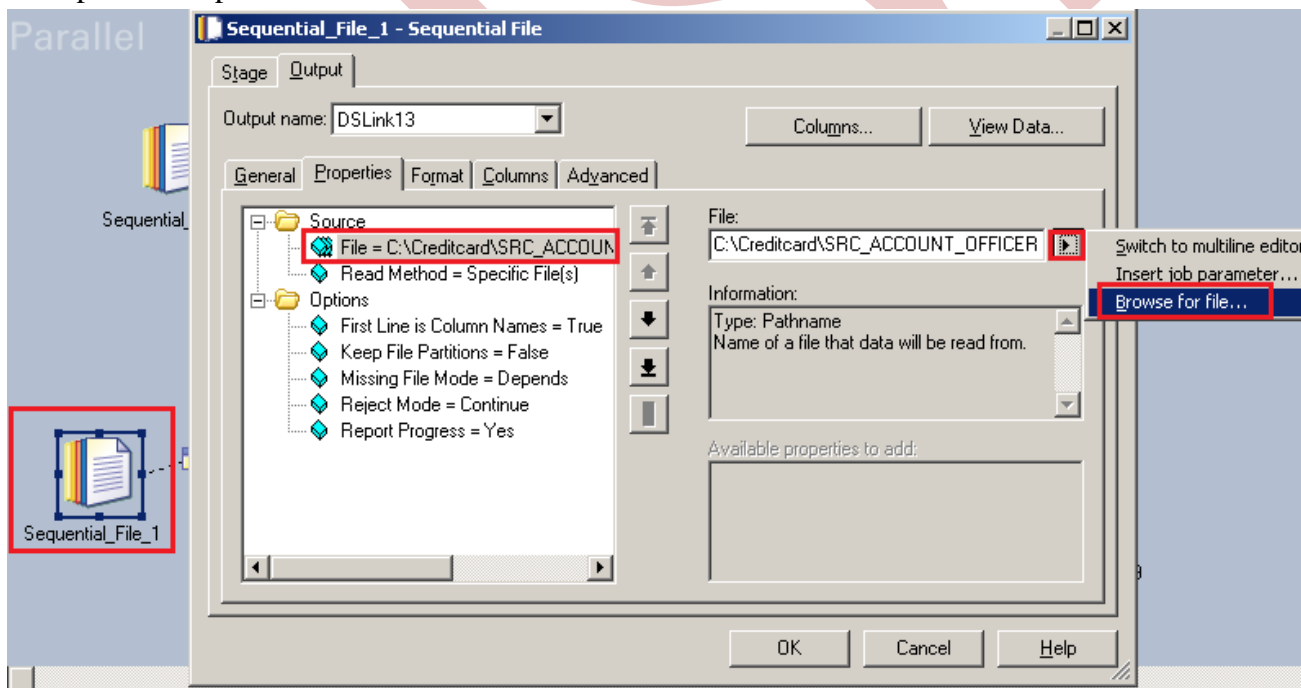 Parallel
Sequential_File_1 - Sequential File
Stage
Output
Output name: DSLink13
Columns...
View Data...
General
Properties
Format
Columns
Advanced
Sequential_
Source
File = C:\Creditcard\SRC_ACCOUN
Read Method = Specific File(s)
Options
First Line is Column Names = True
Keep File Partitions = False
Missing File Mode = Depends
Reject Mode = Continue
Report Progress = Yes
File:
C:\Creditcard\SRC_ACCOUNT_OFFICER
Switch to multiline editor
Insert job parameter...
Browse for file...
Information:
Type: Pathname
Name of a file that data will be read from.
Available properties to add:
Sequential_File_1
OK
Cancel
Help